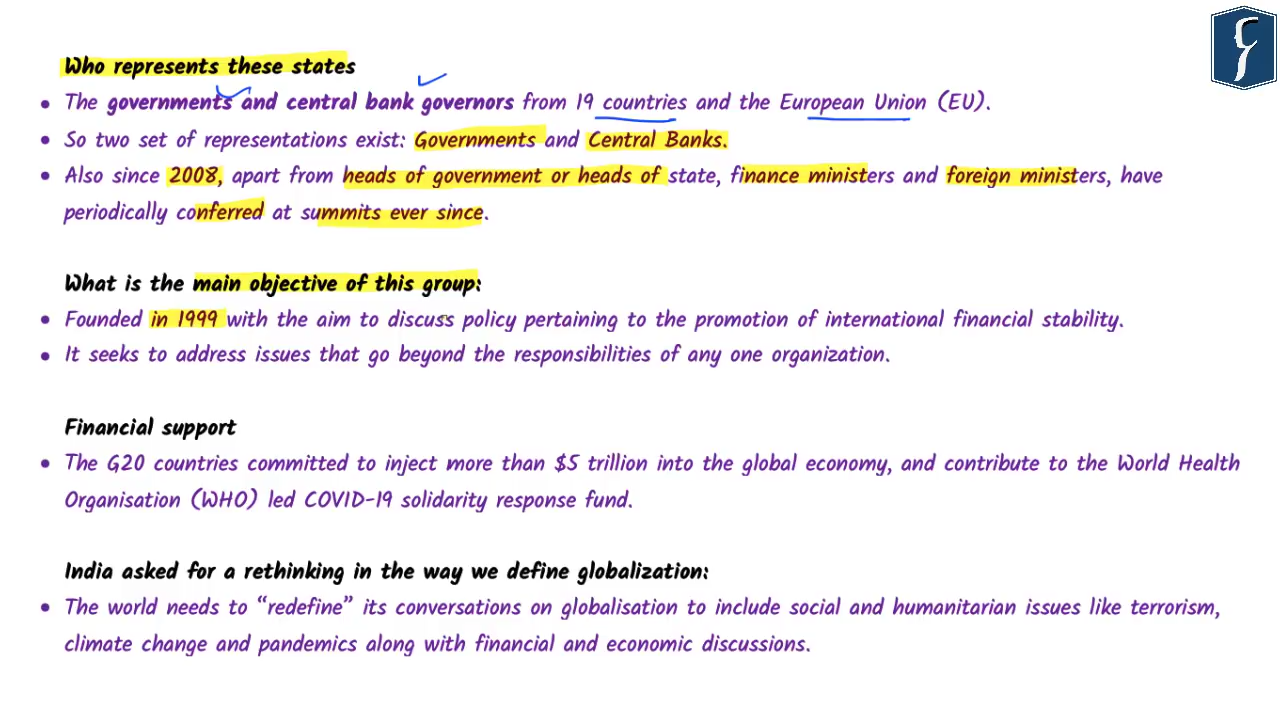 Who represents these states
• The governments and central bank governors from 19 countries and the European Union (EU).
• So two set of representations exist: Governments and Central Banks.
• Also since 2008, apart from heads of government or heads of state, finance ministers and foreign ministers, have
periodically conferred at summits ever since.
What is the main objective of this group:
• Founded in 1999 with the aim to discuss policy pertaining to the promotion of international financial stability.
• It seeks to address issues that go beyond the responsibilities of any one organization.
Financial support
• The G20 countries committed to inject more than $5 trillion into the global economy, and contribute to the World Health
Organisation (WHO) led COVID-19 solidarity response fund.
India asked for a rethinking in the way we define globalization:
• The world needs to “redefine” its conversations on globalisation to include social and humanitarian issues like terrorism,
climate change and pandemics along with financial and economic discussions.